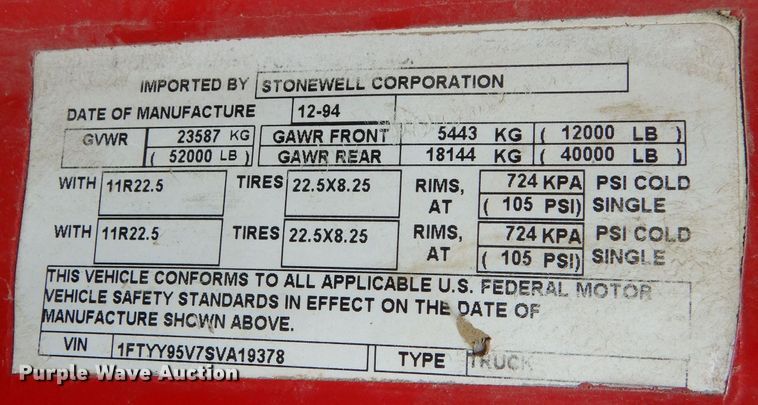 IMPORTED BY STONEWELL CORPORATION
DATE OF MANUFACTURE 12-94
GVWR 23587 KG GAWR FRONT 5443 KG ( 12000 LB )
( 52000 LB ) GAWR REAR 18144 KG ( 40000 LB )
WITH 11R22.5 TIRES 22.5X8.25 RIMS, 724 KPA PSI COLD
AT ( 105 PSI) SINGLE
WITH 11R22.5 TIRES 22.5X8.25 RIMS, 724 KPA PSI COLD
AT ( 105 PSI) SINGLE
THIS VEHICLE CONFORMS TO ALL APPLICABLE U.S. FEDERAL MOTOR
VEHICLE SAFETY STANDARDS IN EFFECT ON THE DATE OF
MANUFACTURE SHOWN ABOVE.
VIN 1FTYY95V7SVA19378 TYPE TRUCK
Purple Wave Auction